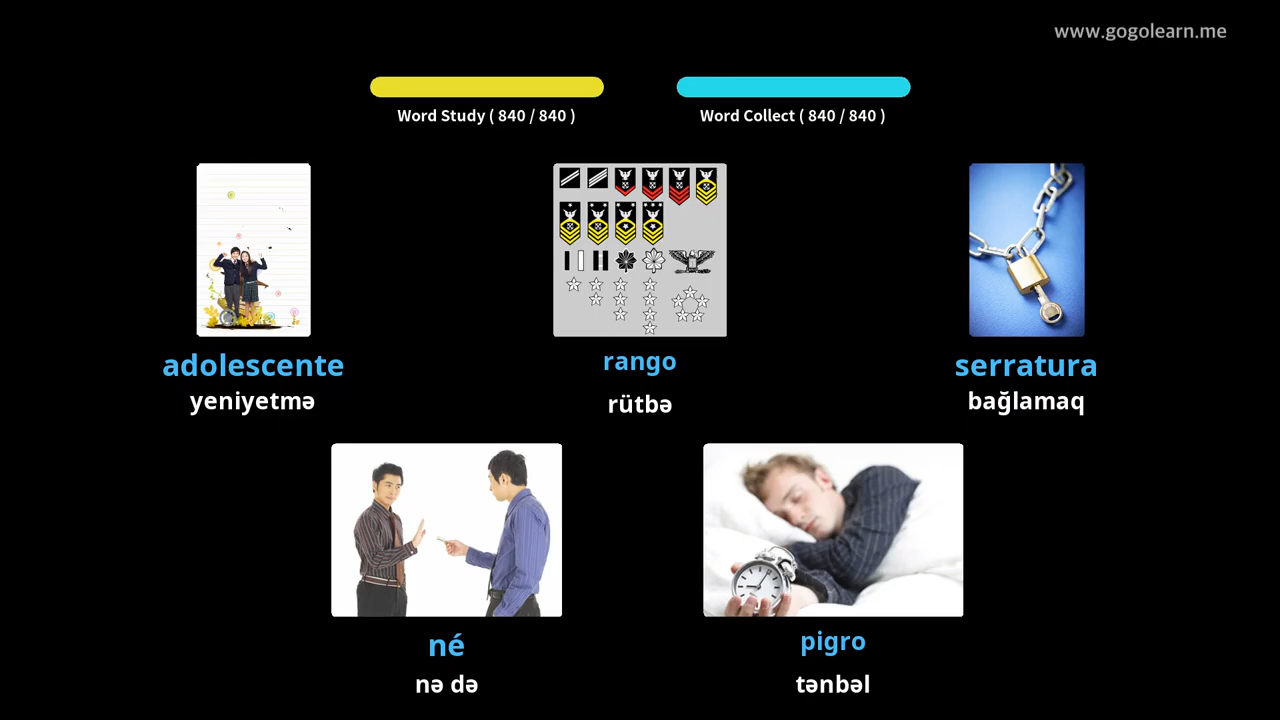 www.gogolearn.me
Word Study ( 840 / 840 )
Word Collect ( 840 / 840 )
adolescente
yeniyetmə
rango
rütbə
serratura
bağlamaq
né
nə də
pigro
tənbəl